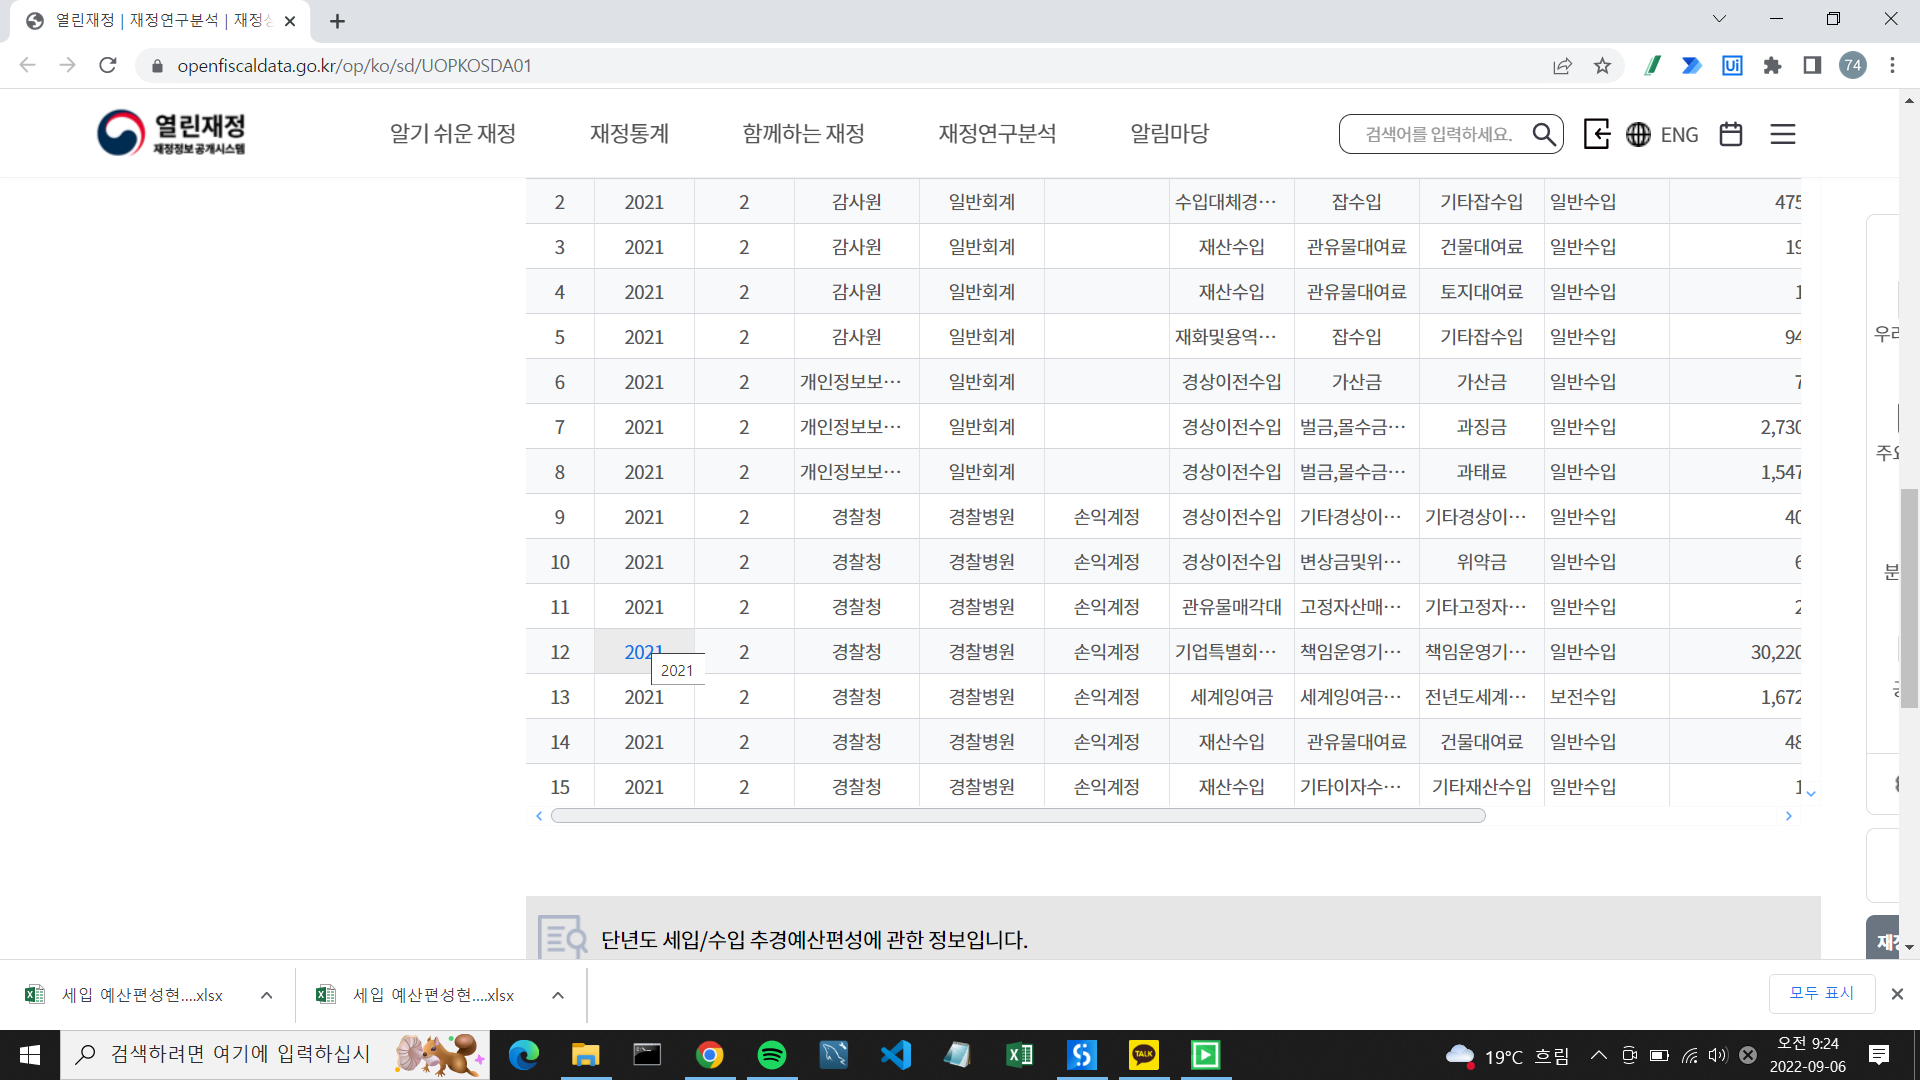 열린재정 | 재정연구분석 | 재정
openfiscaldata.go.kr/op/ko/sd/UOPKOSDA01
Ui
74
열린재정
재정정보공개시스템
알기 쉬운 재정 재정통계 함께하는 재정 재정연구분석 알림마당
검색어를 입력하세요.
ENG
2 2021 2 감사원 일반회계 수입대체경… 잡수입 기타잡수입 일반수입 475
3 2021 2 감사원 일반회계 재산수입 관유물대여료 건물대여료 일반수입 19
4 2021 2 감사원 일반회계 재산수입 관유물대여료 토지대여료 일반수입 1
5 2021 2 감사원 일반회계 재화및용역… 잡수입 기타잡수입 일반수입 94
6 2021 2 개인정보보… 일반회계 경상이전수입 가산금 가산금 일반수입 7
7 2021 2 개인정보보… 일반회계 경상이전수입 벌금,몰수금… 과징금 일반수입 2,730
8 2021 2 개인정보보… 일반회계 경상이전수입 벌금,몰수금… 과태료 일반수입 1,547
9 2021 2 경찰청 경찰병원 손익계정 경상이전수입 기타경상이… 기타경상이… 일반수입 40
10 2021 2 경찰청 경찰병원 손익계정 경상이전수입 변상금및위… 위약금 일반수입 6
11 2021 2 경찰청 경찰병원 손익계정 관유물매각대 고정자산매… 기타고정자… 일반수입 2
12 2021 2 경찰청 경찰병원 손익계정 기업특별회… 책임운영기… 책임운영기… 일반수입 30,220
2021
13 2021 2 경찰청 경찰병원 손익계정 세계잉여금 세계잉여금… 전년도세계… 보전수입 1,672
14 2021 2 경찰청 경찰병원 손익계정 재산수입 관유물대여료 건물대여료 일반수입 48
15 2021 2 경찰청 경찰병원 손익계정 재산수입 기타이자수… 기타재산수입 일반수입 1
단년도 세입/수입 추경예산편성에 관한 정보입니다.
세입 예산편성현....xlsx
세입 예산편성현....xlsx
모두 표시
검색하려면 여기에 입력하십시
TALK
19°C 흐림
오전 9:24
2022-09-06